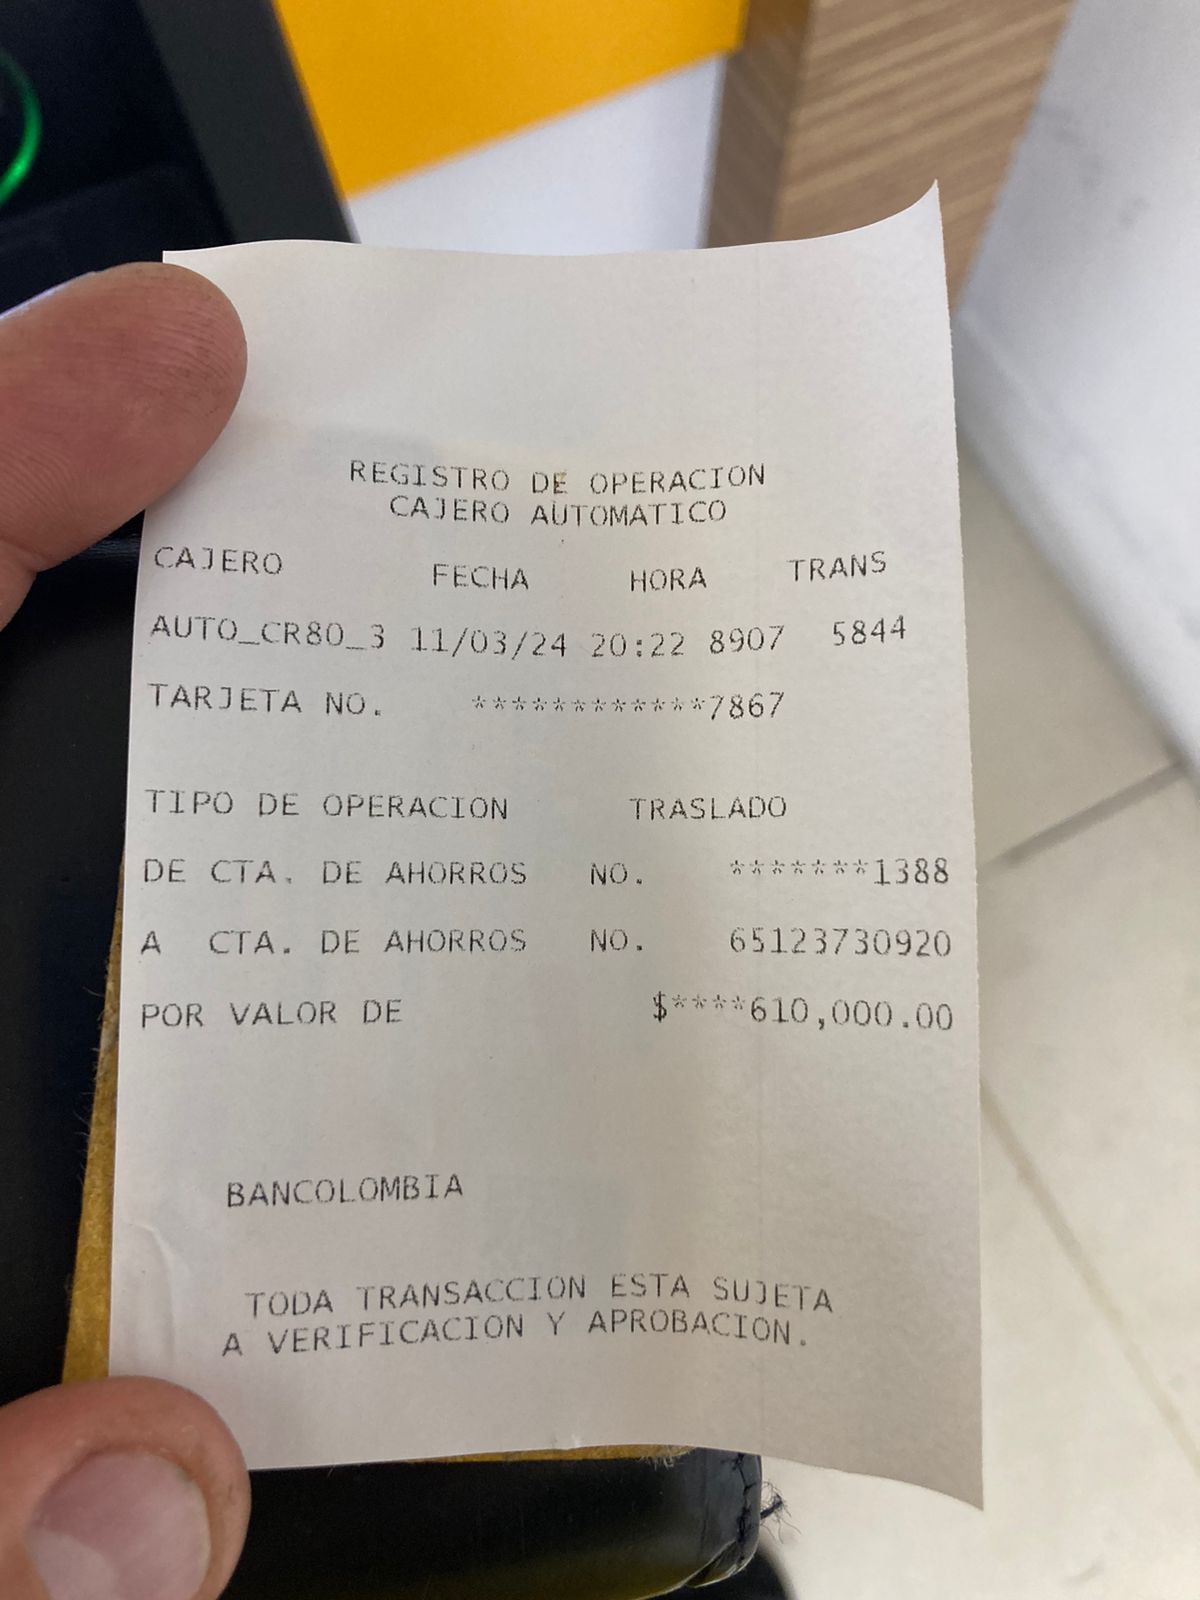 REGISTRO DE OPERACION
CAJERO AUTOMATICO
CAJERO FECHA HORA TRANS
AUTO_CR80_3 11/03/24 20:22 8907 5844
TARJETA NO. ************7867
TIPO DE OPERACION TRASLADO
DE CTA. DE AHORROS NO. *******1388
A CTA. DE AHORROS NO. 65123730920
POR VALOR DE $****610,000.00
BANCOLOMBIA
TODA TRANSACCION ESTA SUJETA
A VERIFICACION Y APROBACION.